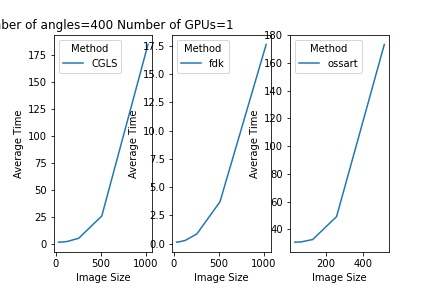 ber of angles=400 Number of GPUs=1
Method
CGLS
Average Time
175
150
125
100
75
50
25
0
0
500
1000
Image Size
Method
fdk
Average Time
17.5
15.0
12.5
10.0
7.5
5.0
2.5
0.0
0
500
1000
Image Size
Method
ossart
Average Time
180
160
140
120
100
80
60
40
200
400
Image Size